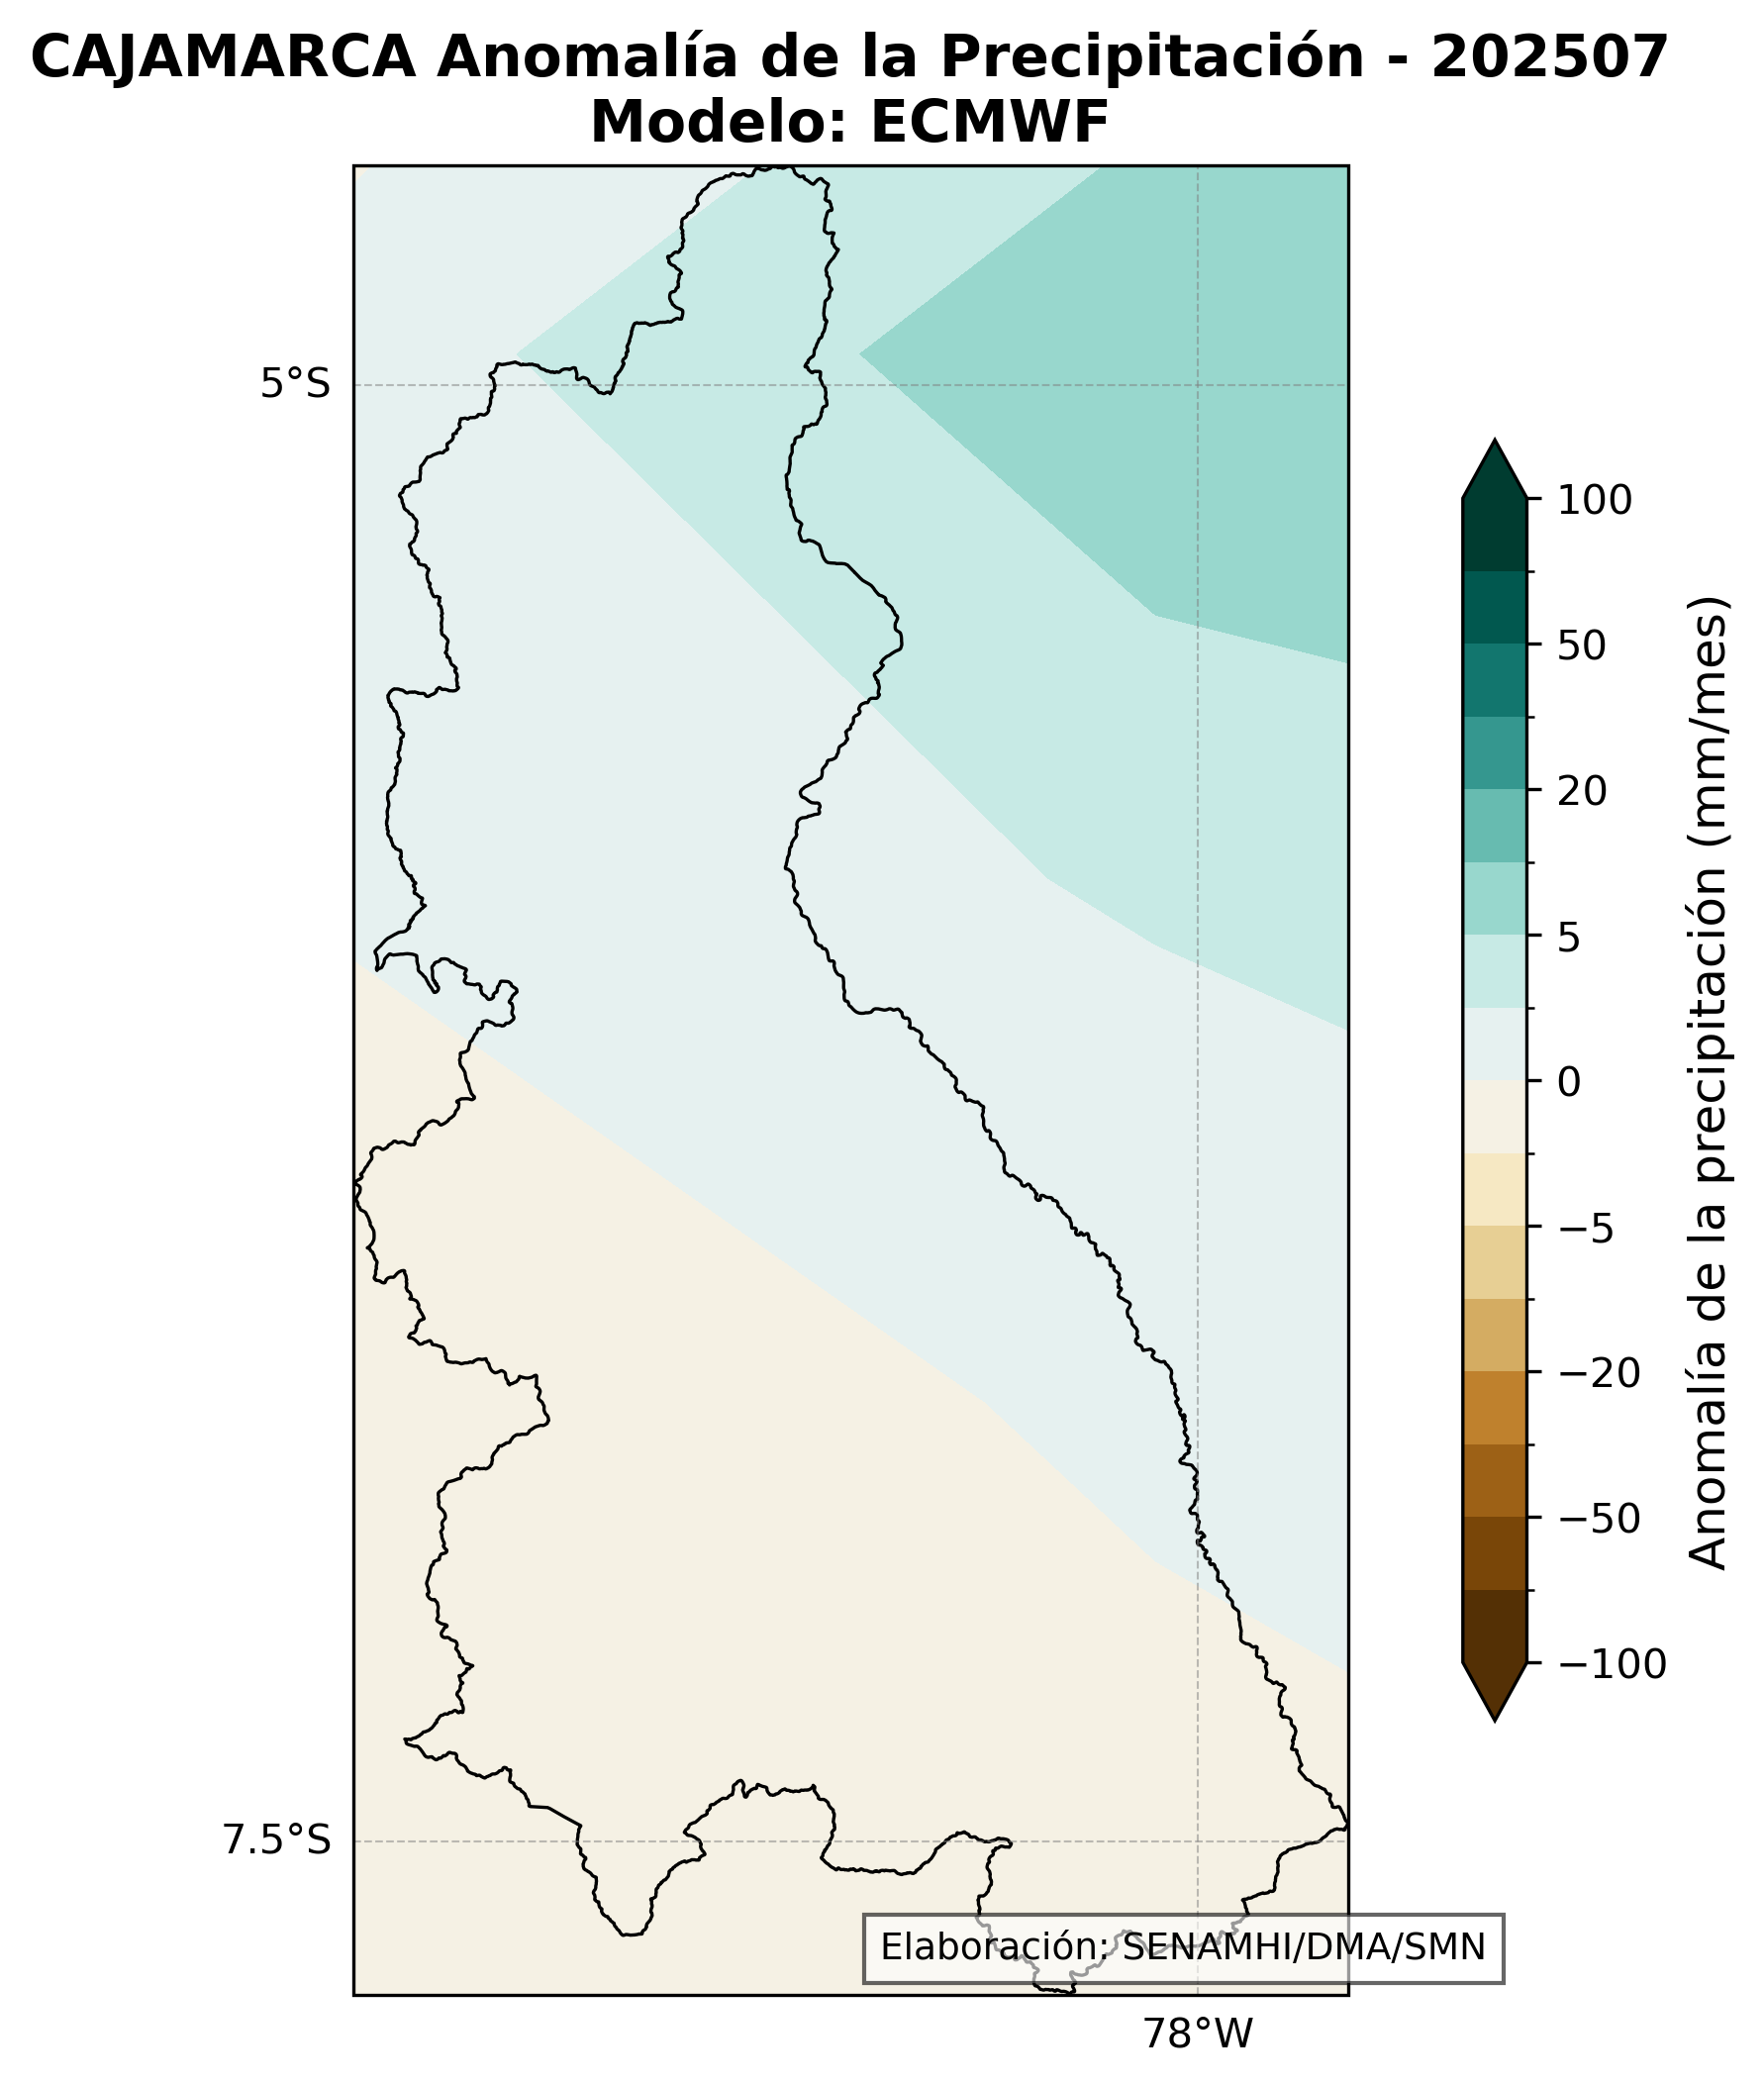 CAJAMARCA Anomalía de la Precipitación - 202507
Modelo: ECMWF
5°S
7.5°S
78°W
100
50
20
5
0
−5
−20
−50
−100
Anomalía de la precipitación (mm/mes)
Elaboración: SENAMHI/DMA/SMN